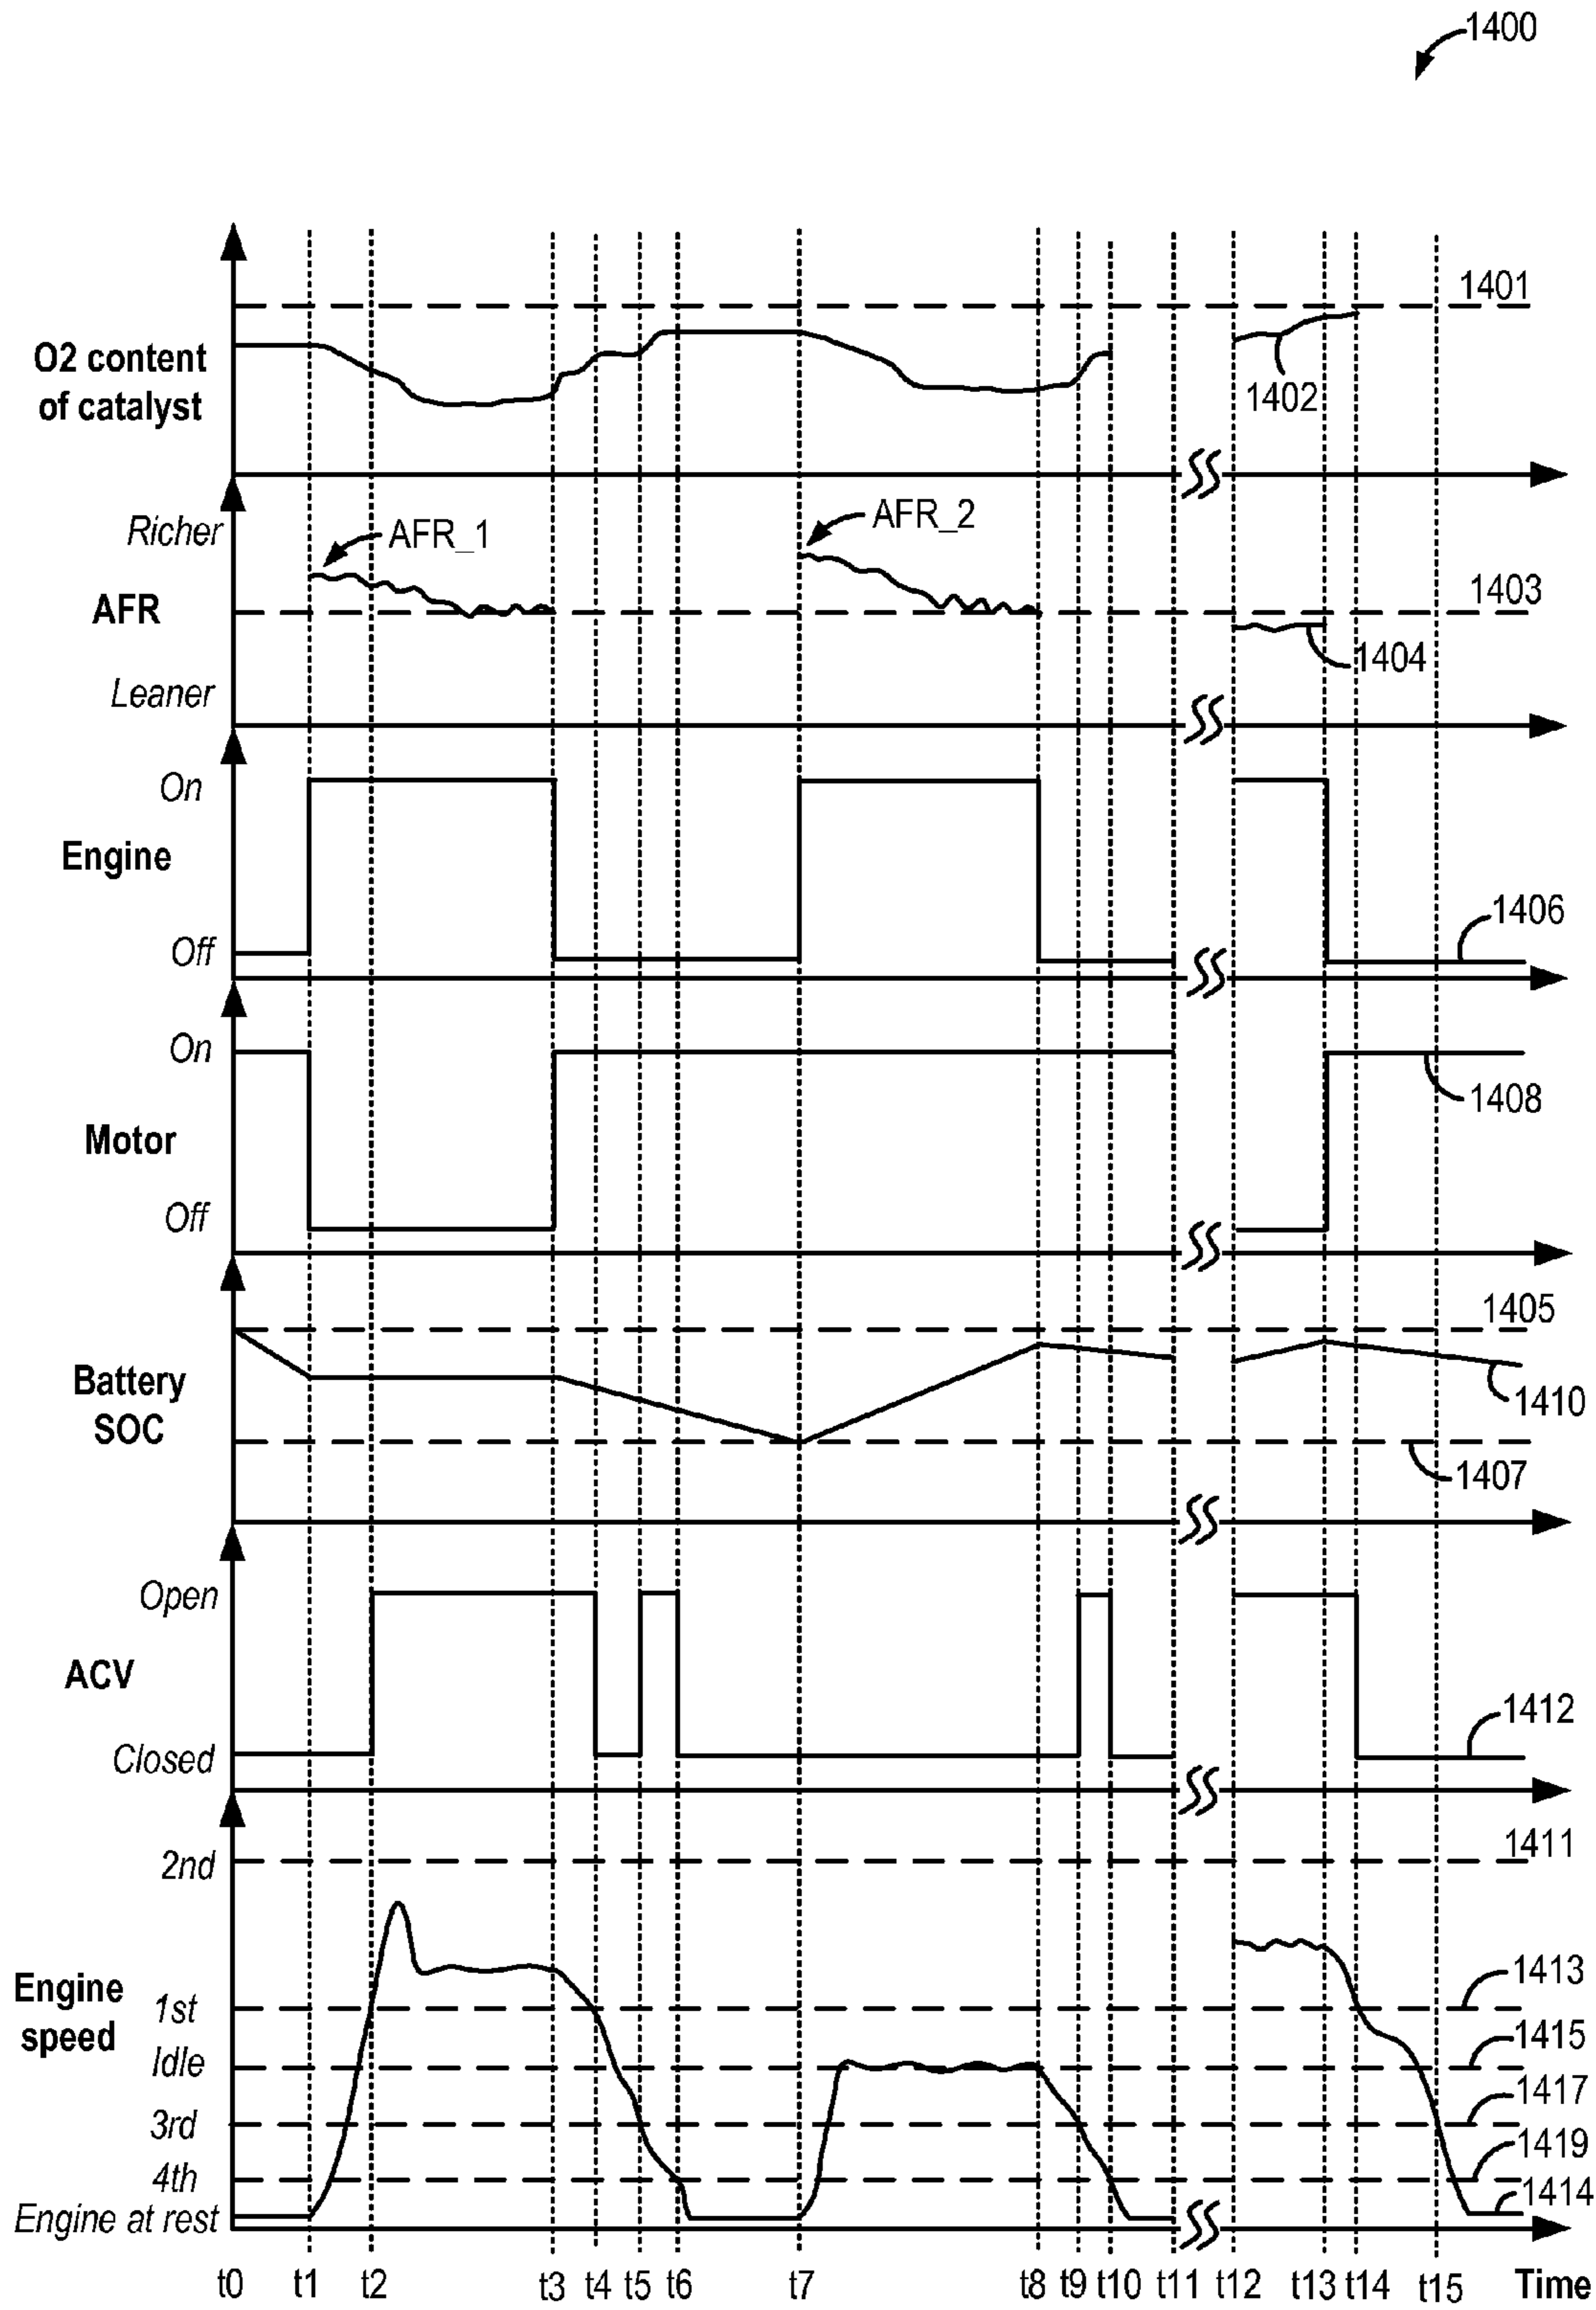 1400
1401
O2 content
of catalyst
1402
Richer
AFR_1
AFR_2
1403
AFR
1404
Leaner
On
Engine
1406
Off
On
1408
Motor
Off
1405
Battery
SOC
1410
1407
Open
ACV
1412
Closed
1411
2nd
Engine
speed
1413
1st
1415
Idle
1417
3rd
1419
4th
1414
Engine at rest
t0 t1 t2 t3 t4 t5 t6 t7 t8 t9 t10 t11 t12 t13 t14 t15 Time